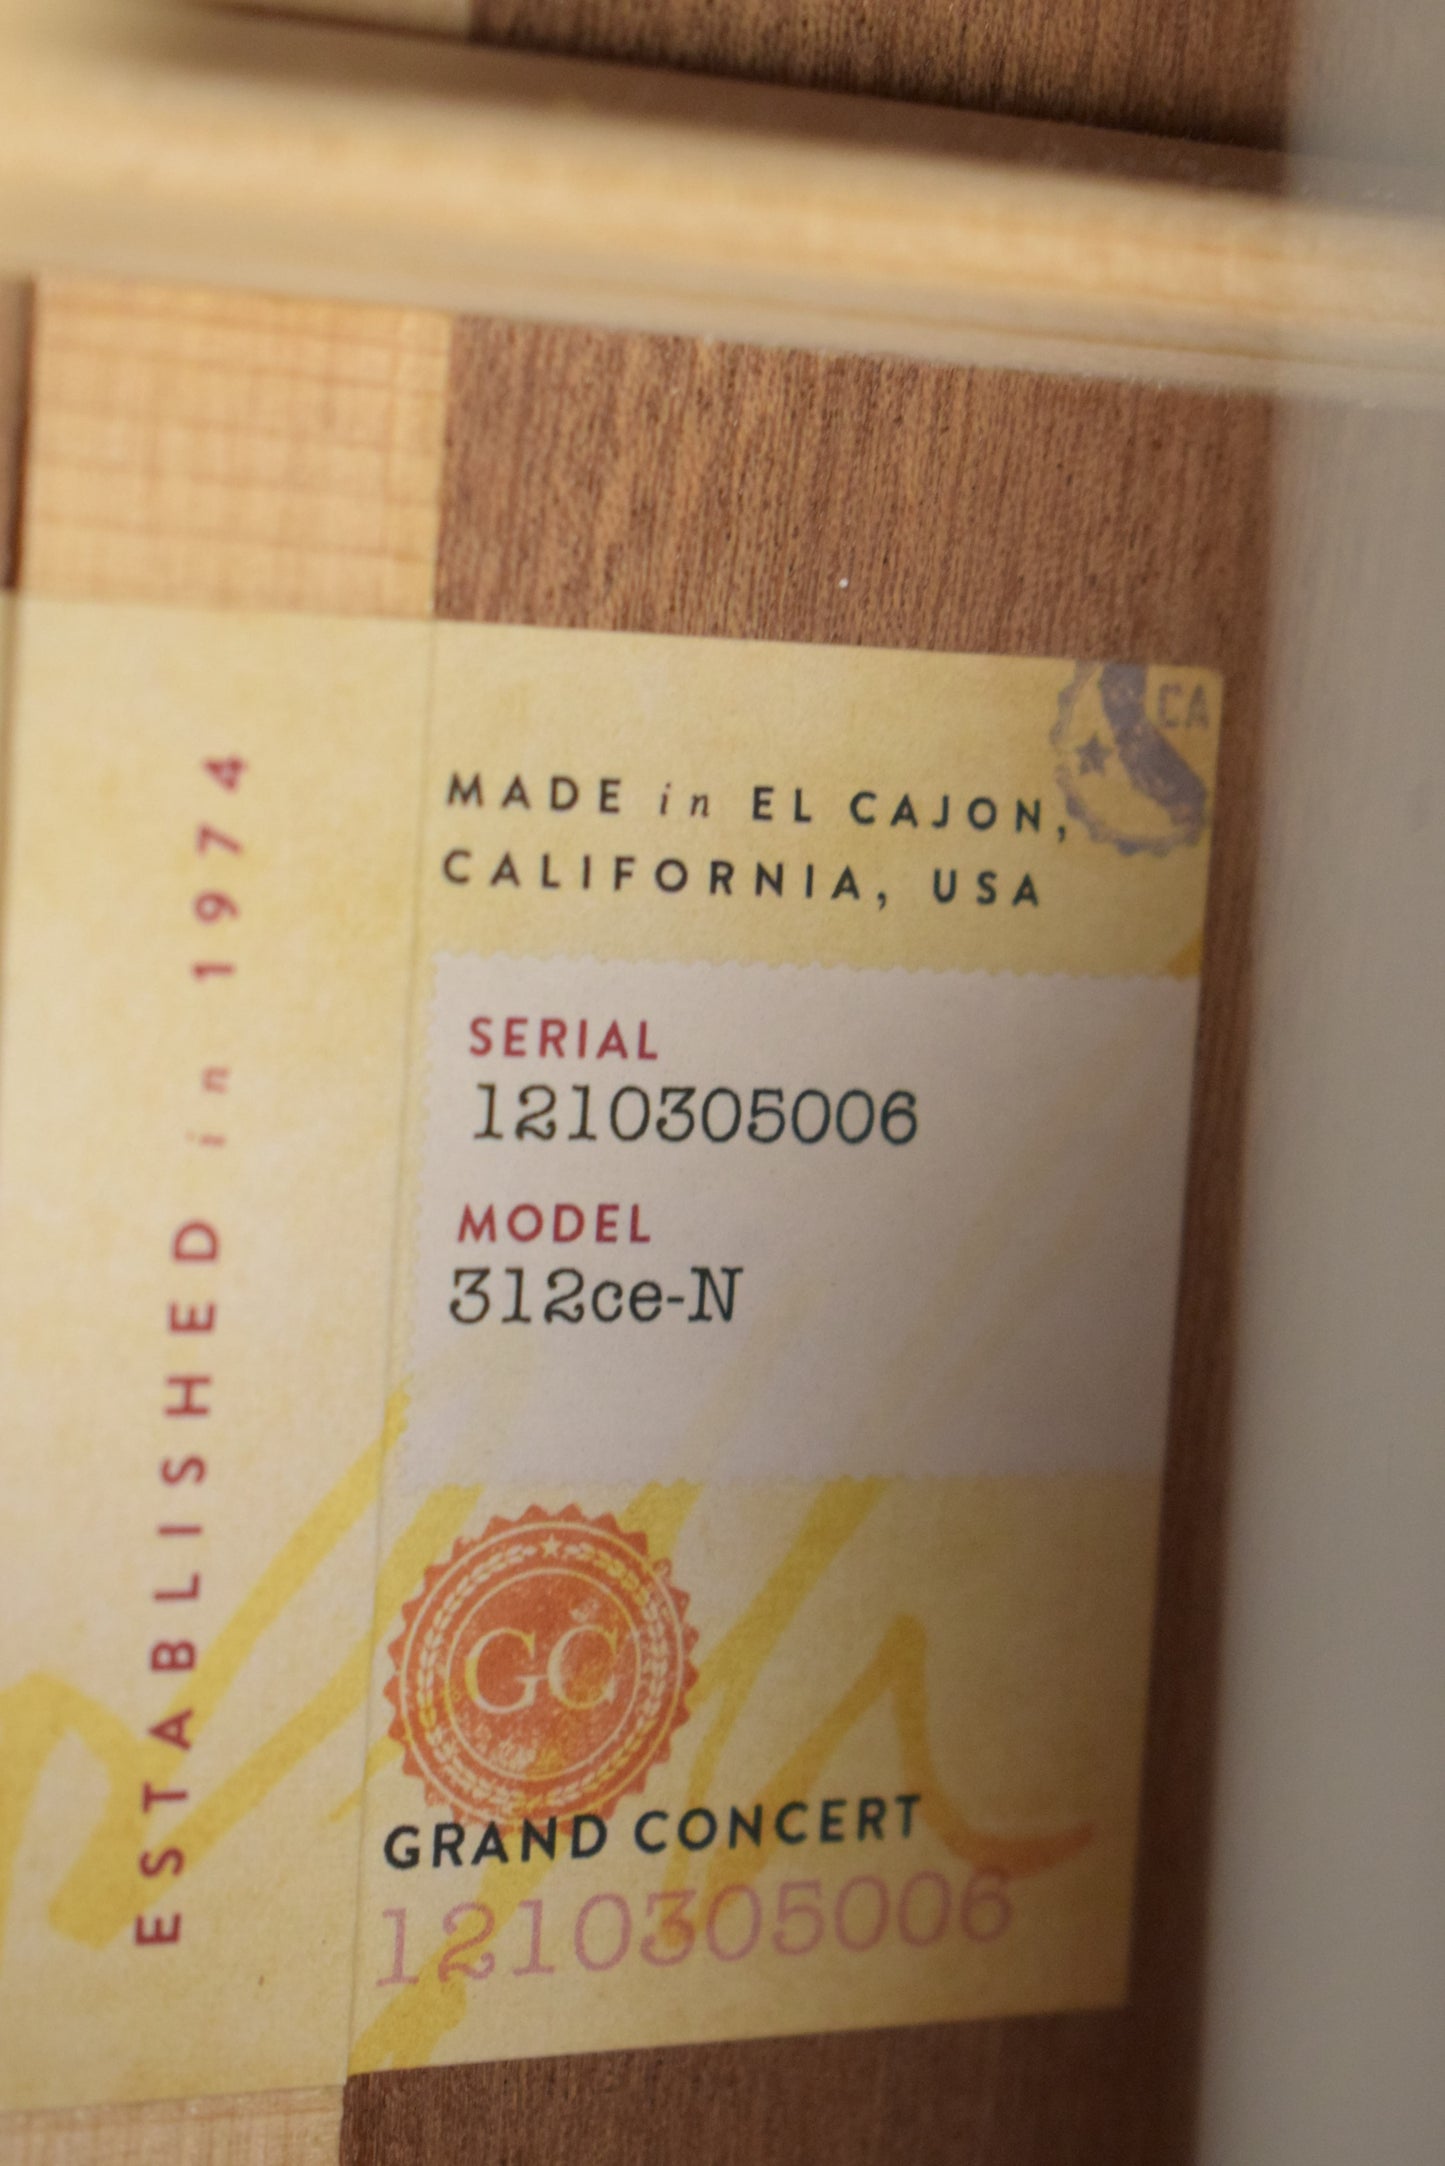 ESTABLISHED in 1974
CA
MADE in EL CAJON,
CALIFORNIA, USA
SERIAL
1210305006
MODEL
312ce-N
GC
GRAND CONCERT
1210305006